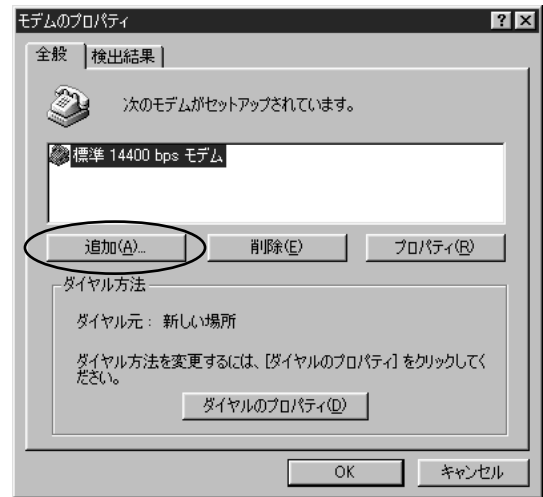 モデムのプロパティ
全般 検出結果
次のモデムがセットアップされています。
標準 14400 bps モデム
追加(A)... 削除(E) プロパティ(R)
ダイヤル方法
ダイヤル元： 新しい場所
ダイヤル方法を変更するには、[ダイヤルのプロパティ] をクリックしてく
ださい。
ダイヤルのプロパティ(D)
OK キャンセル